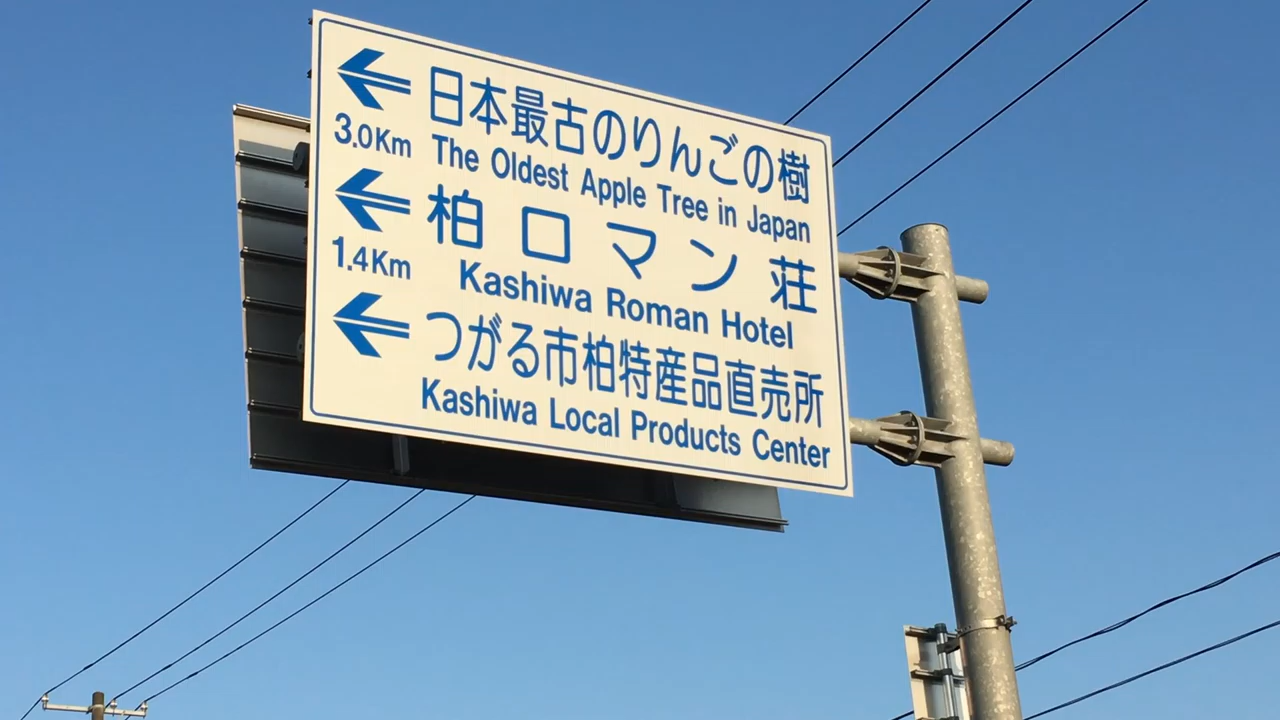 日本最古のりんごの樹
3.0Km The Oldest Apple Tree in Japan
柏ロマン荘
1.4Km Kashiwa Roman Hotel
つがる市柏特産品直売所
Kashiwa Local Products Center